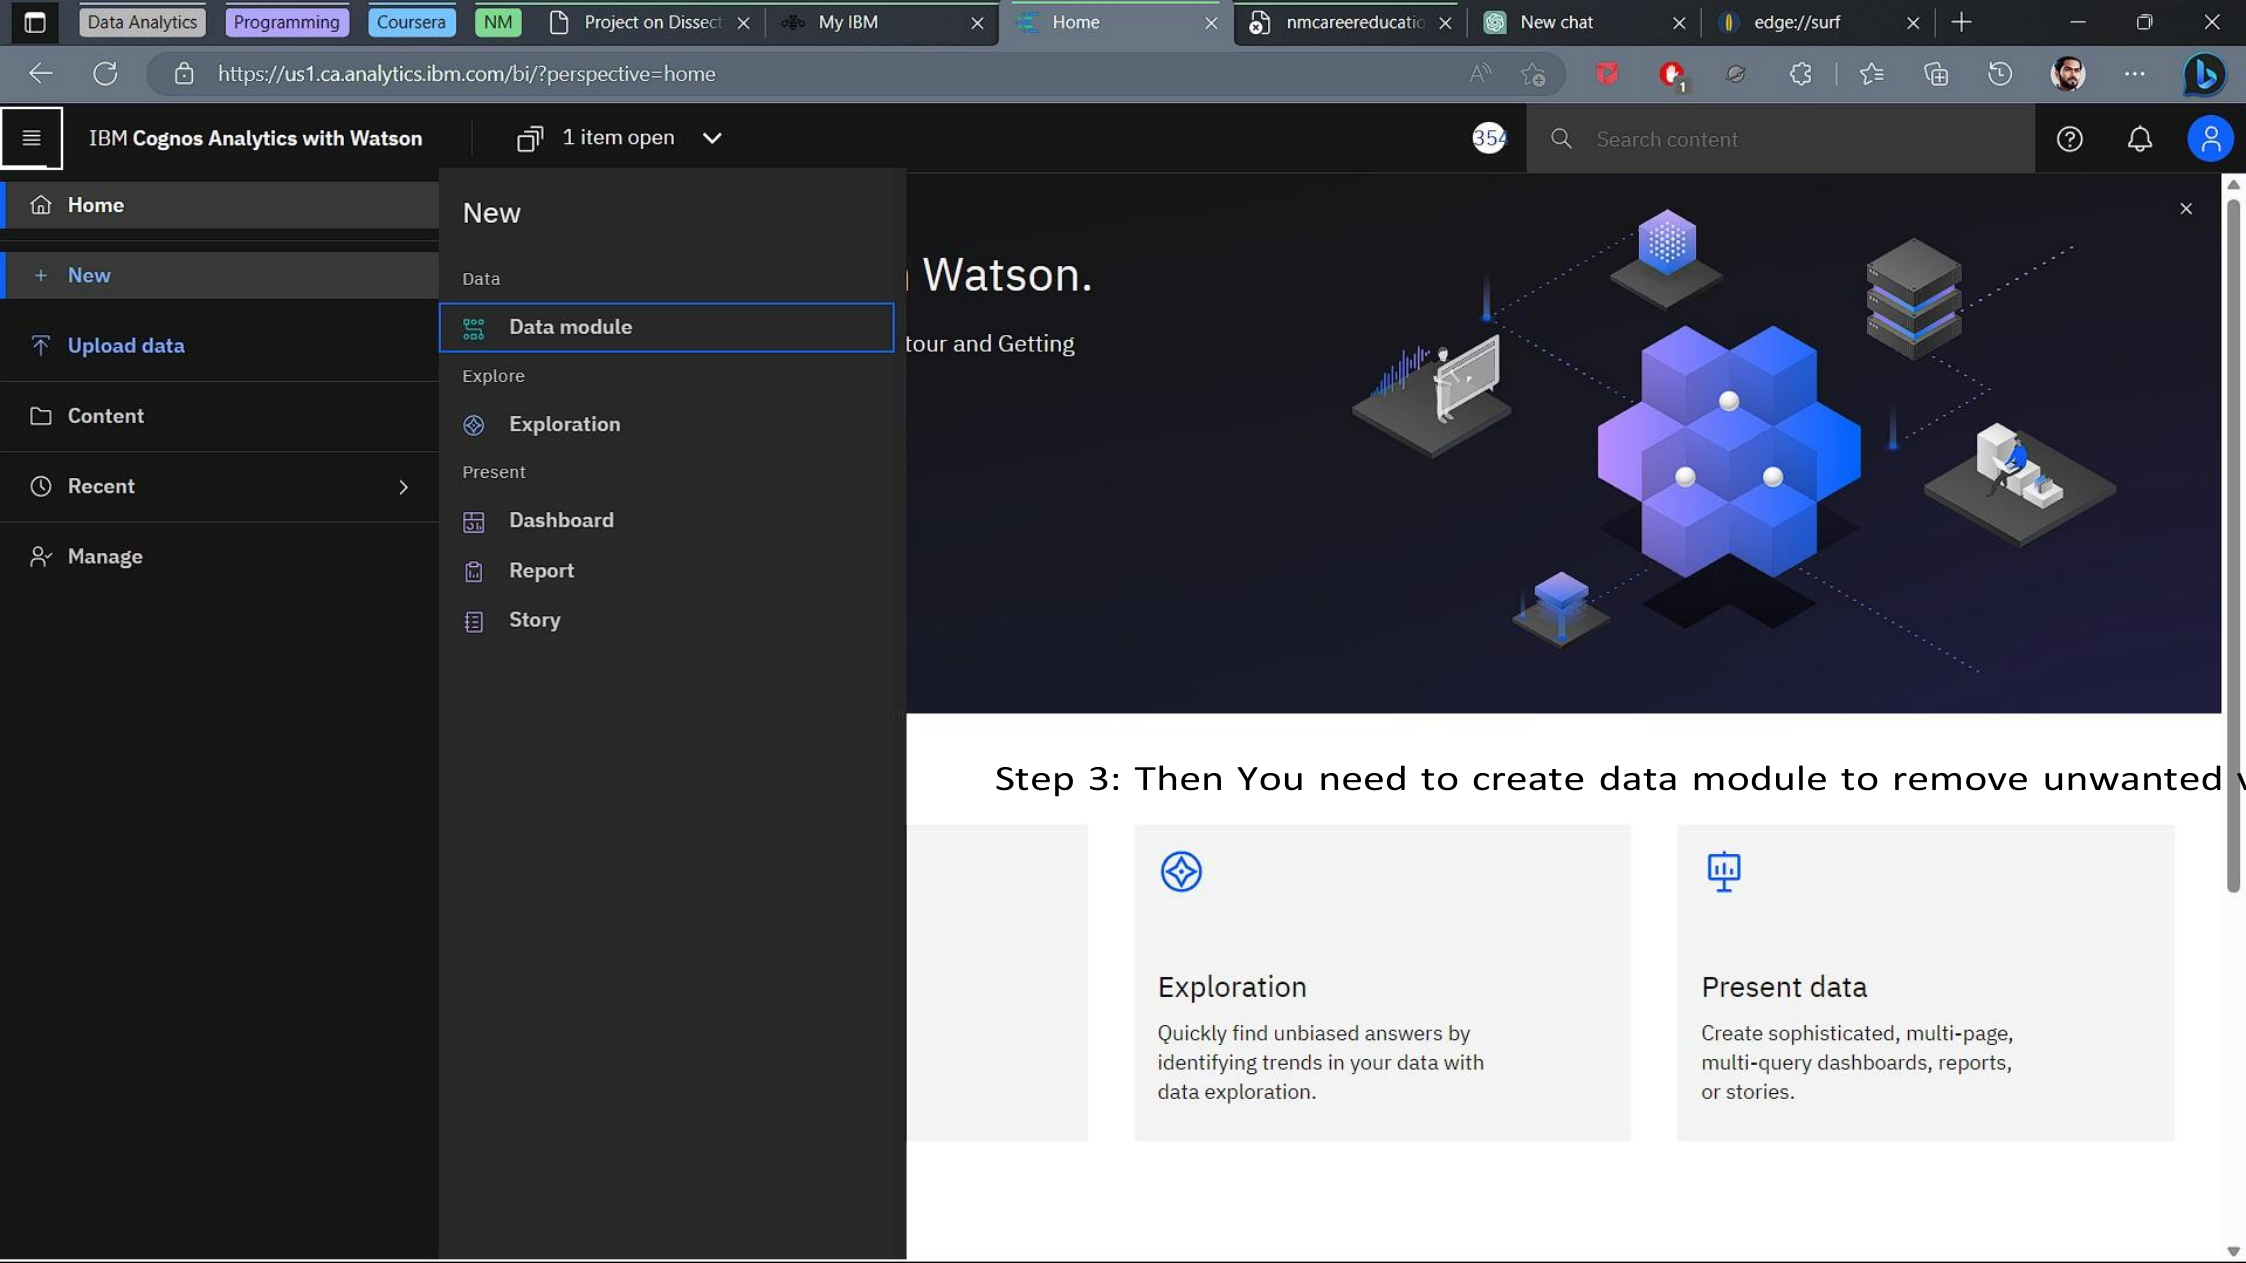 Data Analytics
Programming
Coursera
NM
Project on Dissect
My IBM
Home
nmcareereducatio
New chat
edge://surf
https://us1.ca.analytics.ibm.com/bi/?perspective=home
1
IBM Cognos Analytics with Watson
1 item open
354
Search content
Home
New
Upload data
Content
Recent
Manage
New
Data
Data module
Explore
Exploration
Present
Dashboard
Report
Story
Watson.
tour and Getting
Step 3: Then You need to create data module to remove unwanted
Exploration
Quickly find unbiased answers by
identifying trends in your data with
data exploration.
Present data
Create sophisticated, multi-page,
multi-query dashboards, reports,
or stories.